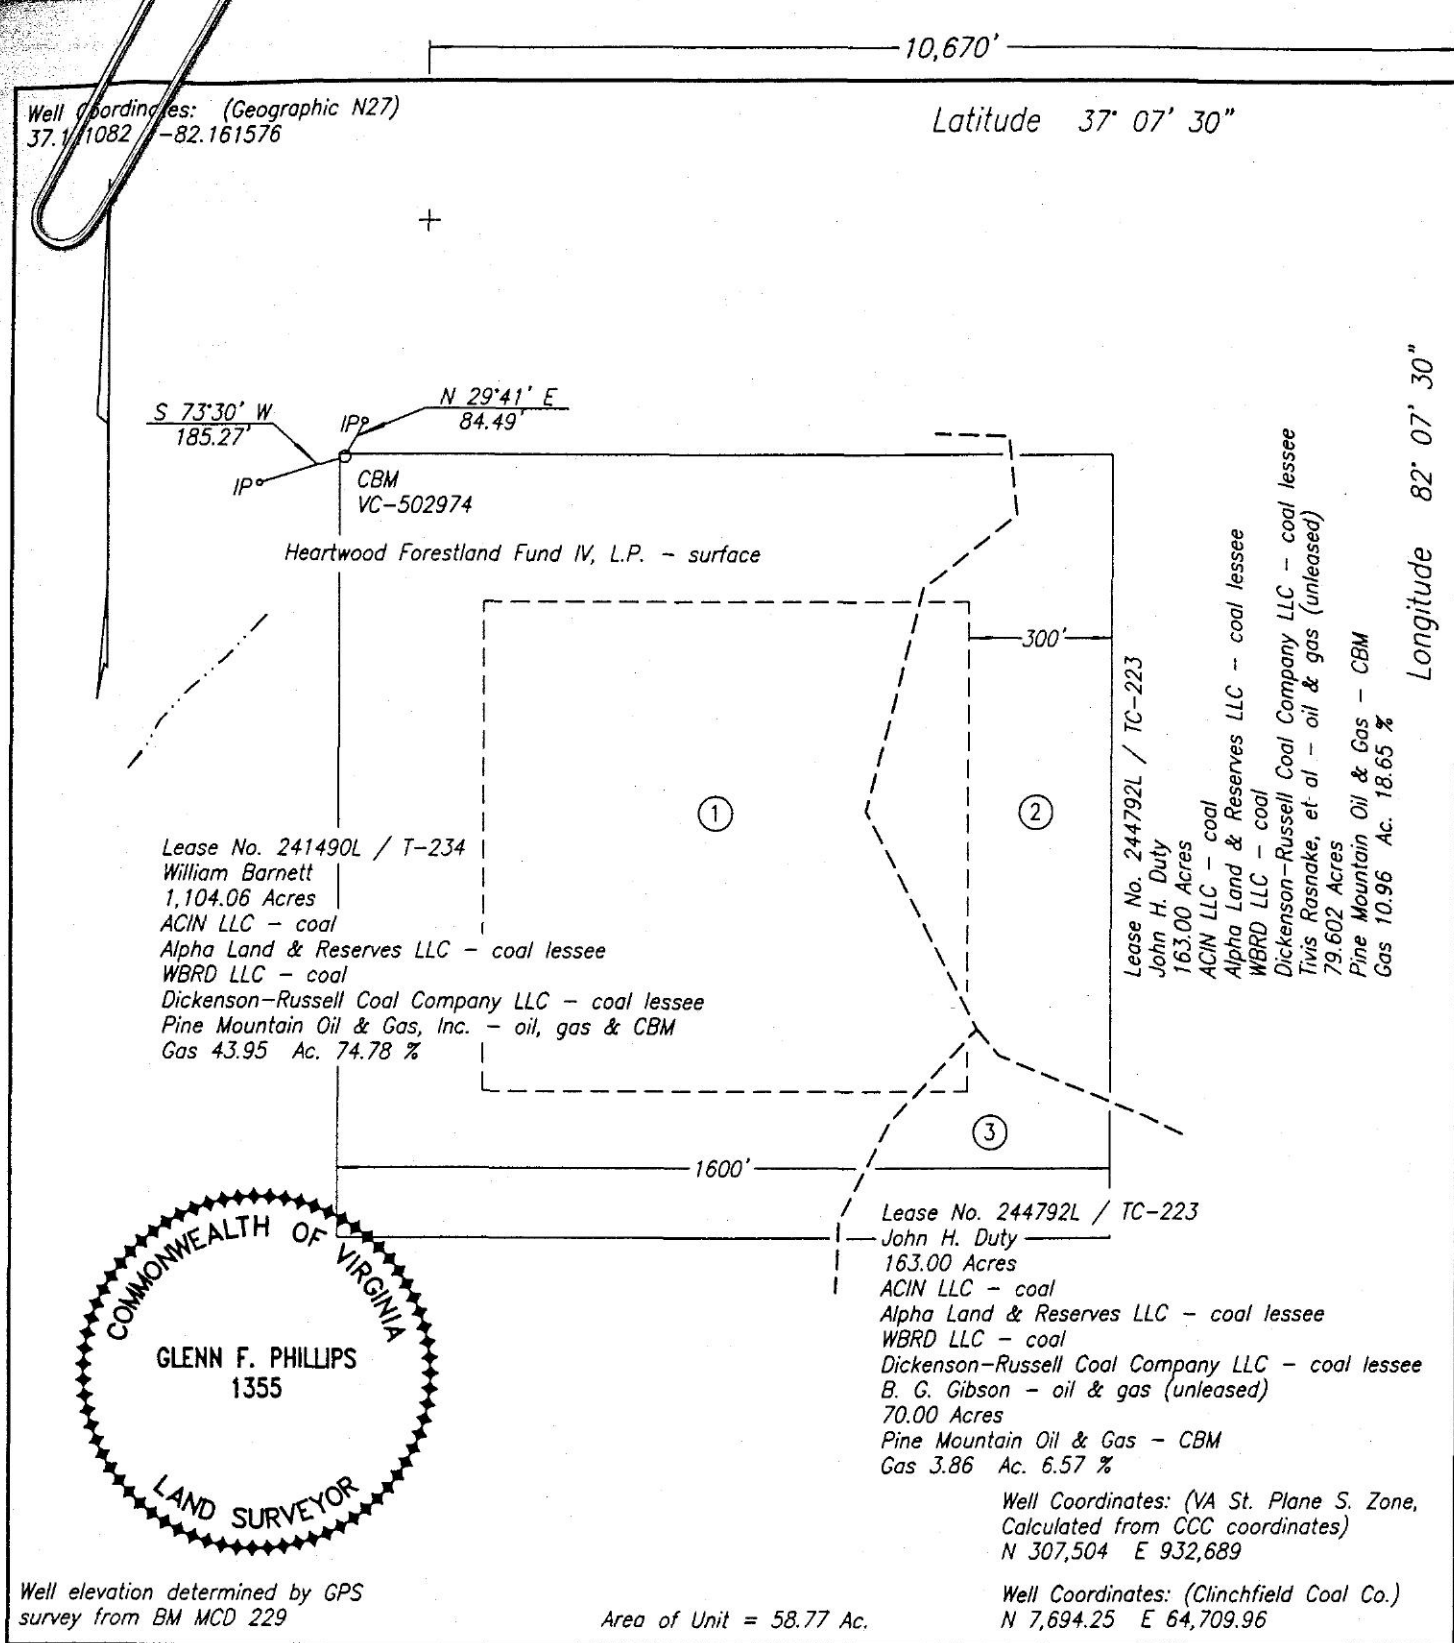 10,670'
Well Coordinates: (Geographic N27)
-82.161576
Latitude 37° 07' 30"
Longitude 82° 07' 30"
S 73°30' W
185.27'
N 29°41' E
84.49'
IP
IP
CBM
VC-502974
Heartwood Forestland Fund IV, L.P. - surface
300'
1
2
Lease No. 241490L / T-234
William Barnett
1,104.06 Acres
ACIN LLC - coal
Alpha Land & Reserves LLC - coal lessee
WBRD LLC - coal
Dickenson-Russell Coal Company LLC - coal lessee
Pine Mountain Oil & Gas, Inc. - oil, gas & CBM
Gas 43.95 Ac. 74.78 %
Lease No. 244792L / TC-223
John H. Duty
163.00 Acres
ACIN LLC - coal
Alpha Land & Reserves LLC - coal lessee
WBRD LLC - coal
Dickenson-Russell Coal Company LLC - coal lessee
Tivis Rasnake, et al - oil & gas (unleased)
79.602 Acres
Pine Mountain Oil & Gas - CBM
Gas 10.96 Ac. 18.65 %
3
1600'
Lease No. 244792L / TC-223
John H. Duty
163.00 Acres
ACIN LLC - coal
Alpha Land & Reserves LLC - coal lessee
WBRD LLC - coal
Dickenson-Russell Coal Company LLC - coal lessee
B. G. Gibson - oil & gas (unleased)
70.00 Acres
Pine Mountain Oil & Gas - CBM
Gas 3.86 Ac. 6.57 %
COMMONWEALTH OF VIRGINIA
GLENN F. PHILLIPS
1355
LAND SURVEYOR
Well Coordinates: (VA St. Plane S. Zone,
Calculated from CCC coordinates)
N 307,504 E 932,689
Well elevation determined by GPS
survey from BM MCD 229
Area of Unit = 58.77 Ac.
Well Coordinates: (Clinchfield Coal Co.)
N 7,694.25 E 64,709.96